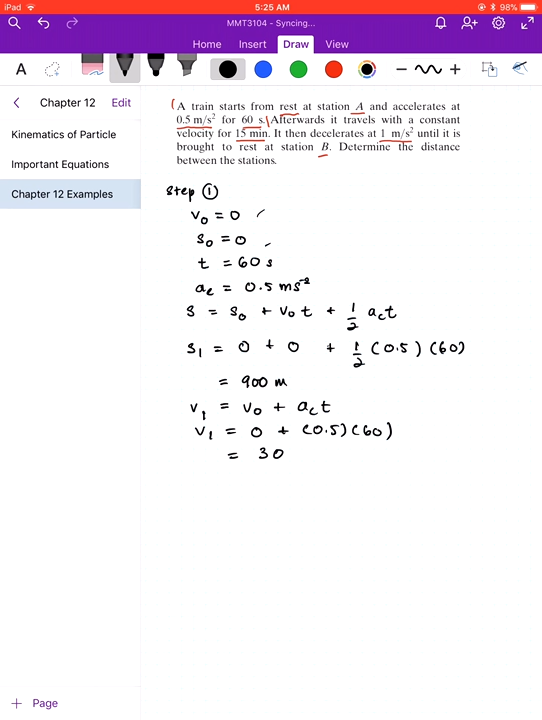 iPad 5:25 AM 98%
MMT3104 - Syncing...
Home Insert Draw View
A
Chapter 12 Edit
Kinematics of Particle
Important Equations
Chapter 12 Examples
A train starts from rest at station A and accelerates at
0.5 m/s² for 60 s. Afterwards it travels with a constant
velocity for 15 min. It then decelerates at 1 m/s² until it is
brought to rest at station B. Determine the distance
between the stations.
Step ①
v₀ = 0
s₀ = 0
t = 60 s
a_c = 0.5 ms⁻²
s = s₀ + v₀ t + 1/2 a_c t
s₁ = 0 + 0 + 1/2 (0.5) (60)
= 900 m
v₁ = v₀ + a_c t
v₁ = 0 + (0.5) (60)
= 30
+ Page